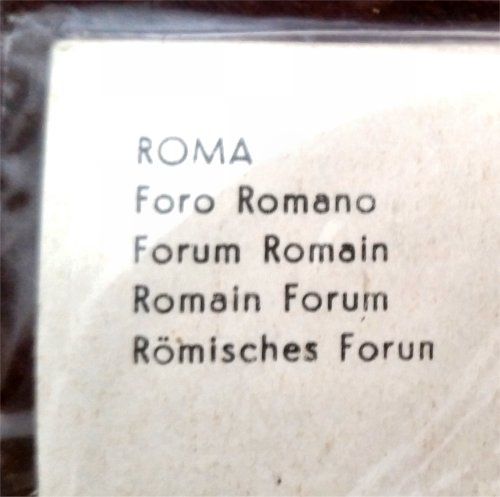 ROMA
Foro Romano
Forum Romain
Romain Forum
Römisches Forun